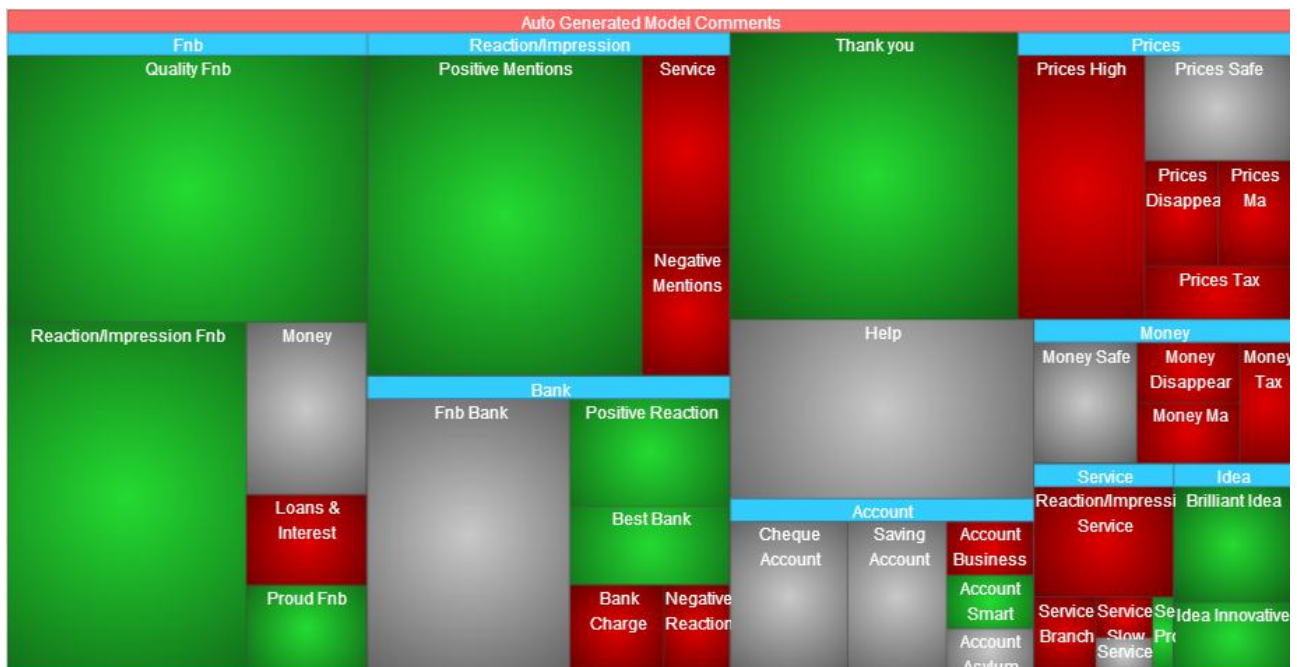 Auto Generated Model Comments
Fnb
Quality Fnb
Reaction/Impression Fnb
Money
Loans &
Interest
Proud Fnb
Reaction/Impression
Positive Mentions
Service
Negative
Mentions
Bank
Fnb Bank
Positive Reaction
Best Bank
Bank
Charge
Negative
Reaction
Thank you
Help
Account
Cheque
Account
Saving
Account
Account
Business
Account
Smart
Account
Asylum
Prices
Prices High
Prices Safe
Prices
Disappea
Prices
Ma
Prices Tax
Money
Money Safe
Money
Disappear
Money Ma
Money
Tax
Service
Reaction/Impressi
Service
Service
Branch
Service
Slow
Service
Se
Pro
Idea
Brilliant Idea
Idea Innovative